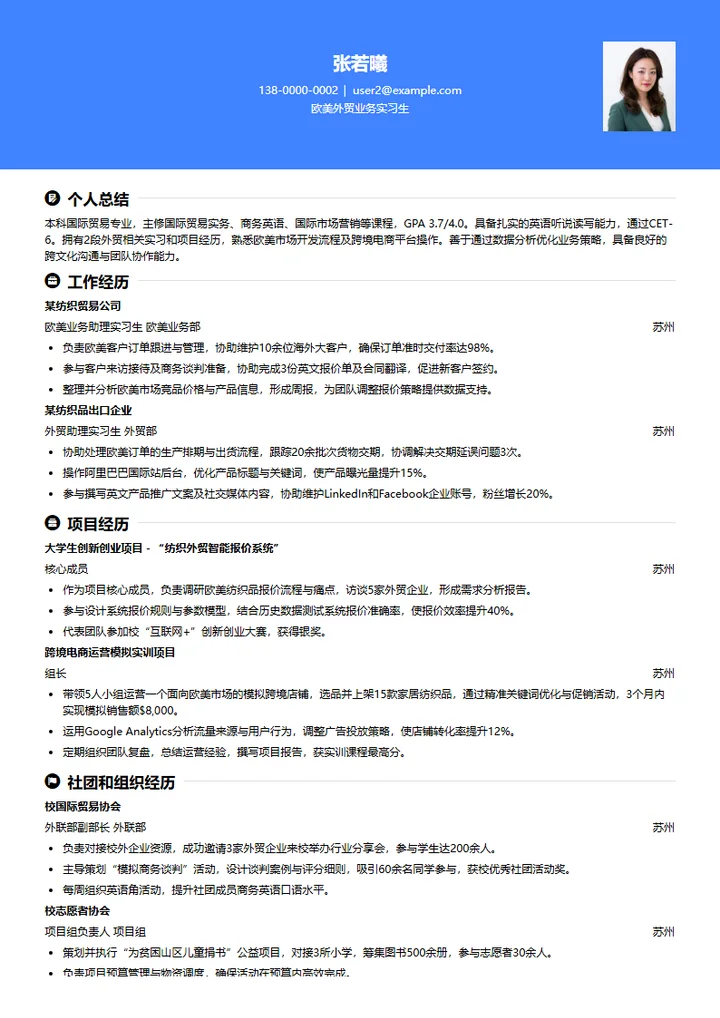 张若曦
138-0000-0002 | user2@example.com
欧美外贸业务实习生
个人总结
本科国际贸易专业，主修国际贸易实务、商务英语、国际市场营销等课程，GPA 3.7/4.0。具备扎实的英语听说读写能力，通过CET-
6。拥有2段外贸相关实习和项目经历，熟悉欧美市场开发流程及跨境电商平台操作。善于通过数据分析优化业务策略，具备良好的
跨文化沟通与团队协作能力。
工作经历
某纺织贸易公司
欧美业务助理实习生 欧美业务部 苏州
• 负责欧美客户订单跟进与管理，协助维护10余位海外大客户，确保订单准时交付率达98%。
• 参与客户来访接待及商务谈判准备，协助完成3份英文报价单及合同翻译，促进新客户签约。
• 整理并分析欧美市场竞品价格与产品信息，形成周报，为团队调整报价策略提供数据支持。
某纺织品出口企业
外贸助理实习生 外贸部 苏州
• 协助处理欧美订单的生产排期与出货流程，跟踪20余批次货物交期，协调解决交期延误问题3次。
• 操作阿里巴巴国际站后台，优化产品标题与关键词，使产品曝光量提升15%。
• 参与撰写英文产品推广文案及社交媒体内容，协助维护LinkedIn和Facebook企业账号，粉丝增长20%。
项目经历
大学生创新创业项目 - “纺织外贸智能报价系统”
核心成员 苏州
• 作为项目核心成员，负责调研欧美纺织品报价流程与痛点，访谈5家外贸企业，形成需求分析报告。
• 参与设计系统报价规则与参数模型，结合历史数据测试系统报价准确率，使报价效率提升40%。
• 代表团队参加校“互联网+”创新创业大赛，获得银奖。
跨境电商运营模拟实训项目
组长 苏州
• 带领5人小组运营一个面向欧美市场的模拟跨境店铺，选品并上架15款家居纺织品，通过精准关键词优化与促销活动，3个月内
实现模拟销售额$8,000。
• 运用Google Analytics分析流量来源与用户行为，调整广告投放策略，使店铺转化率提升12%。
• 定期组织团队复盘，总结运营经验，撰写项目报告，获实训课程最高分。
社团和组织经历
校国际贸易协会
外联部副部长 外联部 苏州
• 负责对接校外企业资源，成功邀请3家外贸企业来校举办行业分享会，参与学生达200余人。
• 主导策划“模拟商务谈判”活动，设计谈判案例与评分细则，吸引60余名同学参与，获校优秀社团活动奖。
• 每周组织英语角活动，提升社团成员商务英语口语水平。
校志愿者协会
项目组负责人 项目组 苏州
• 策划并执行“为贫困山区儿童捐书”公益项目，对接3所小学，筹集图书500余册，参与志愿者30余人。
• 负责项目预算管理与物资调度，确保活动在预算内高效完成。